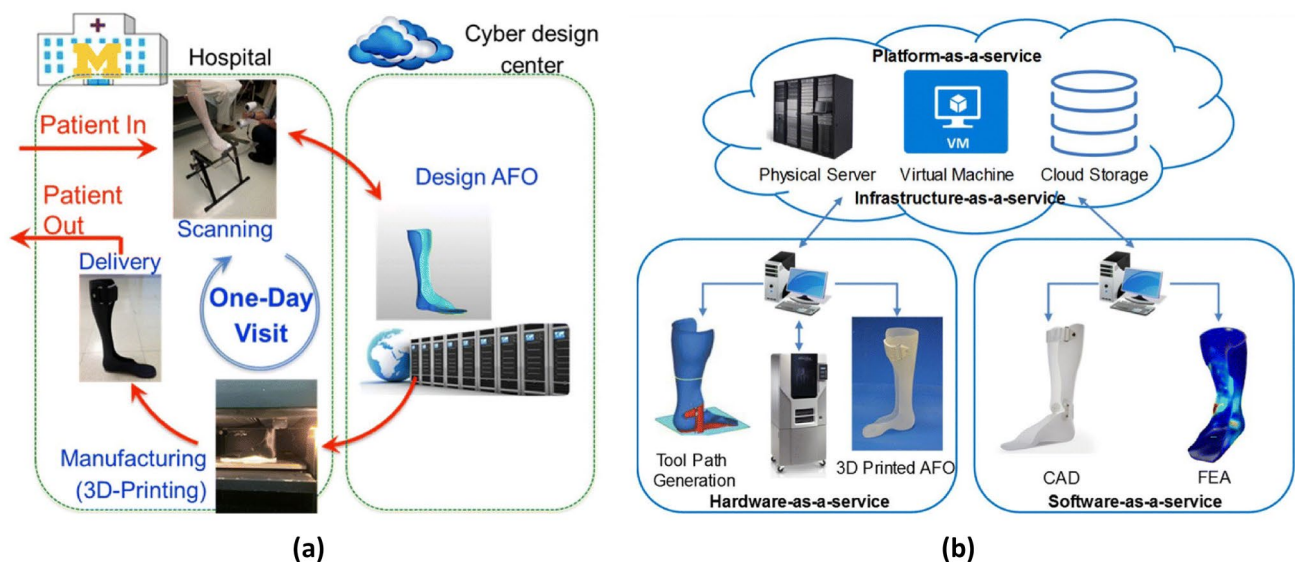 Hospital
Cyber design
center
M
Patient In
Patient
Out
Scanning
Design AFO
Delivery
One-Day
Visit
Manufacturing
(3D-Printing)
(a)
Platform-as-a-service
VM
Physical Server
Virtual Machine
Cloud Storage
Infrastructure-as-a-service
Tool Path
Generation
3D Printed AFO
Hardware-as-a-service
CAD
FEA
Software-as-a-service
(b)